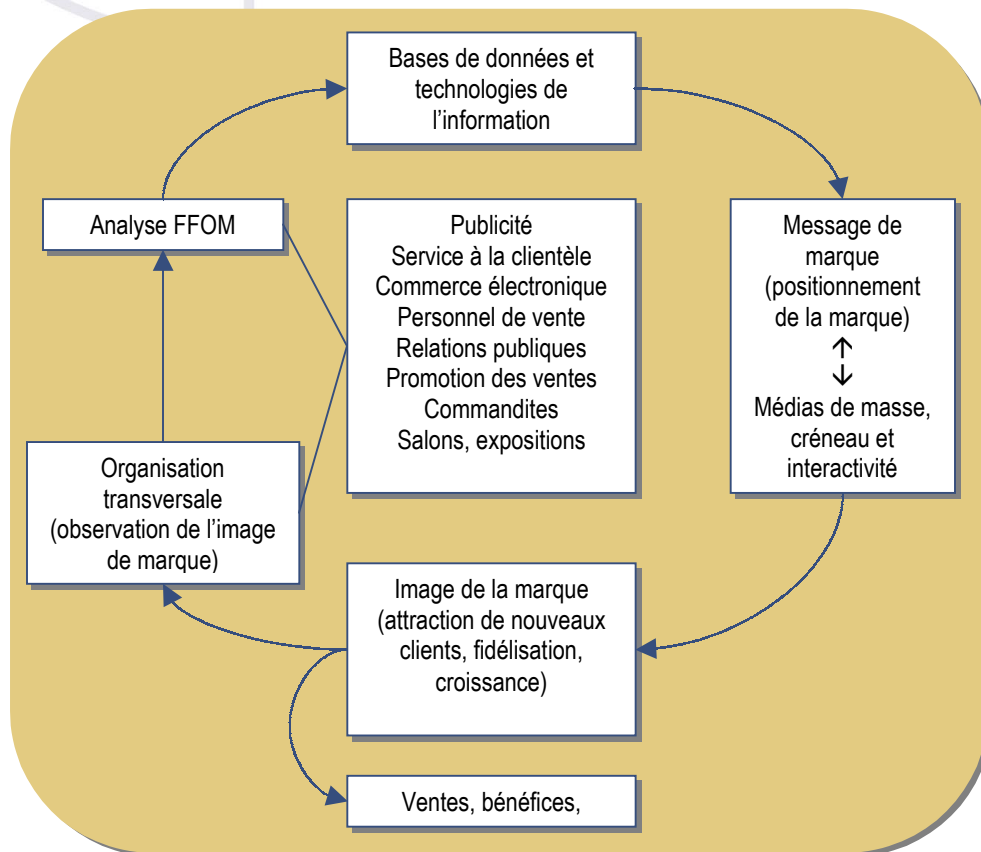 Bases de données et
technologies de
l’information
Analyse FFOM
Publicité
Service à la clientèle
Commerce électronique
Personnel de vente
Relations publiques
Promotion des ventes
Commandites
Salons, expositions
Message de
marque
(positionnement
de la marque)
↑
↓
Médias de masse,
créneau et
interactivité
Organisation
transversale
(observation de l’image
de marque)
Image de la marque
(attraction de nouveaux
clients, fidélisation,
croissance)
Ventes, bénéfices,